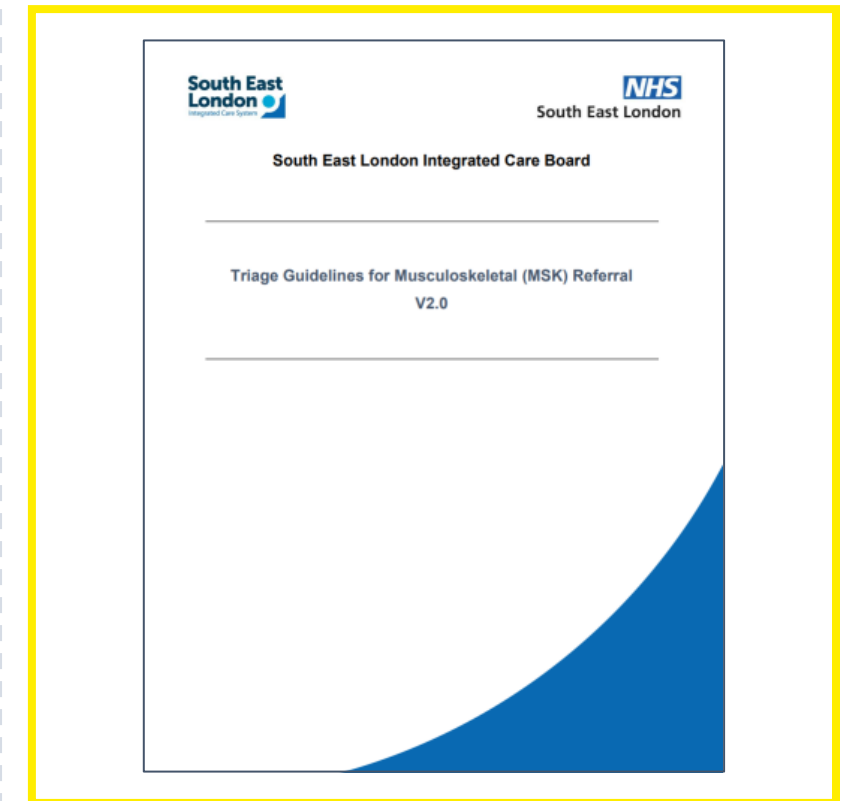 South East
London
Integrated Care System
NHS
South East London
South East London Integrated Care Board
Triage Guidelines for Musculoskeletal (MSK) Referral
V2.0